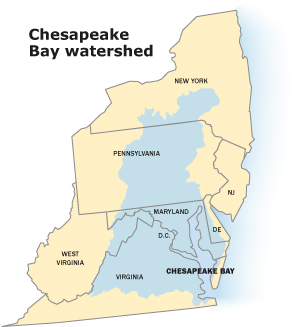 Chesapeake
Bay watershed
NEW YORK
PENNSYLVANIA
NJ
MARYLAND
D.C.
DE
WEST
VIRGINIA
CHESAPEAKE BAY
VIRGINIA